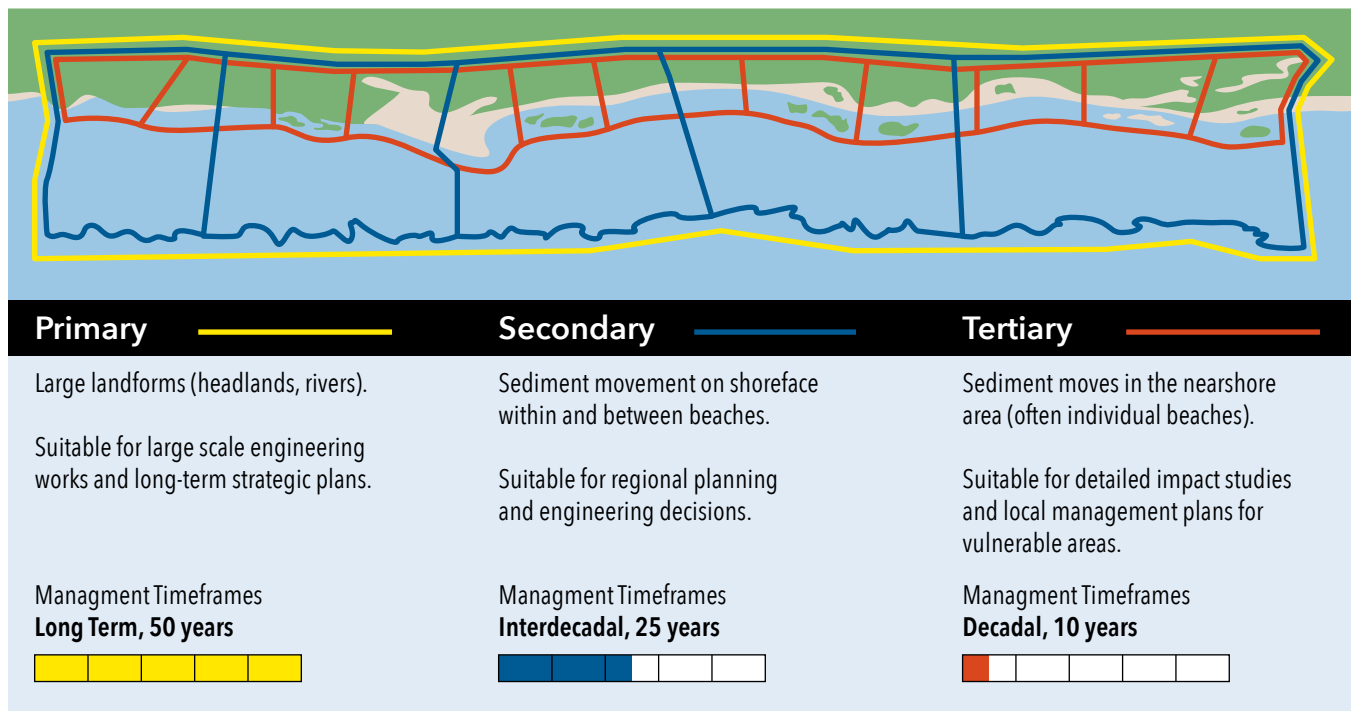 Primary
Secondary
Tertiary
Large landforms (headlands, rivers).
Suitable for large scale engineering
works and long-term strategic plans.
Managment Timeframes
Long Term, 50 years
Sediment movement on shoreface
within and between beaches.
Suitable for regional planning
and engineering decisions.
Managment Timeframes
Interdecadal, 25 years
Sediment moves in the nearshore
area (often individual beaches).
Suitable for detailed impact studies
and local management plans for
vulnerable areas.
Managment Timeframes
Decadal, 10 years